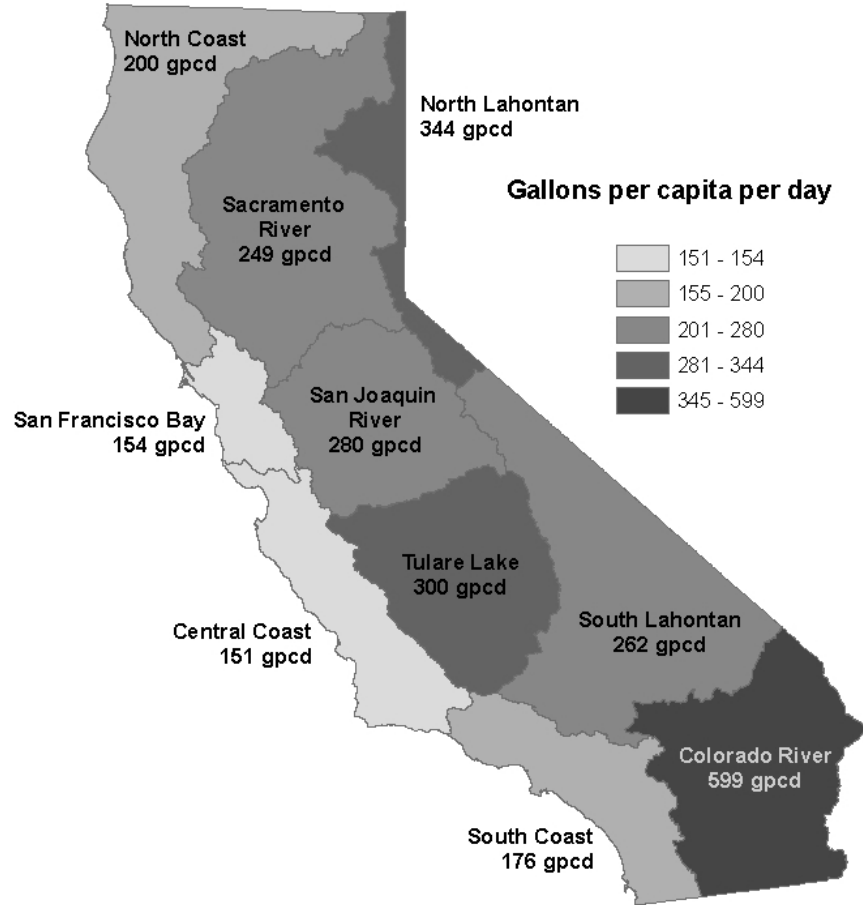 North Coast
200 gpcd
North Lahontan
344 gpcd
Gallons per capita per day
Sacramento
River
249 gpcd
151 - 154
155 - 200
201 - 280
281 - 344
345 - 599
San Joaquin
River
280 gpcd
San Francisco Bay
154 gpcd
Tulare Lake
300 gpcd
South Lahontan
262 gpcd
Central Coast
151 gpcd
Colorado River
599 gpcd
South Coast
176 gpcd